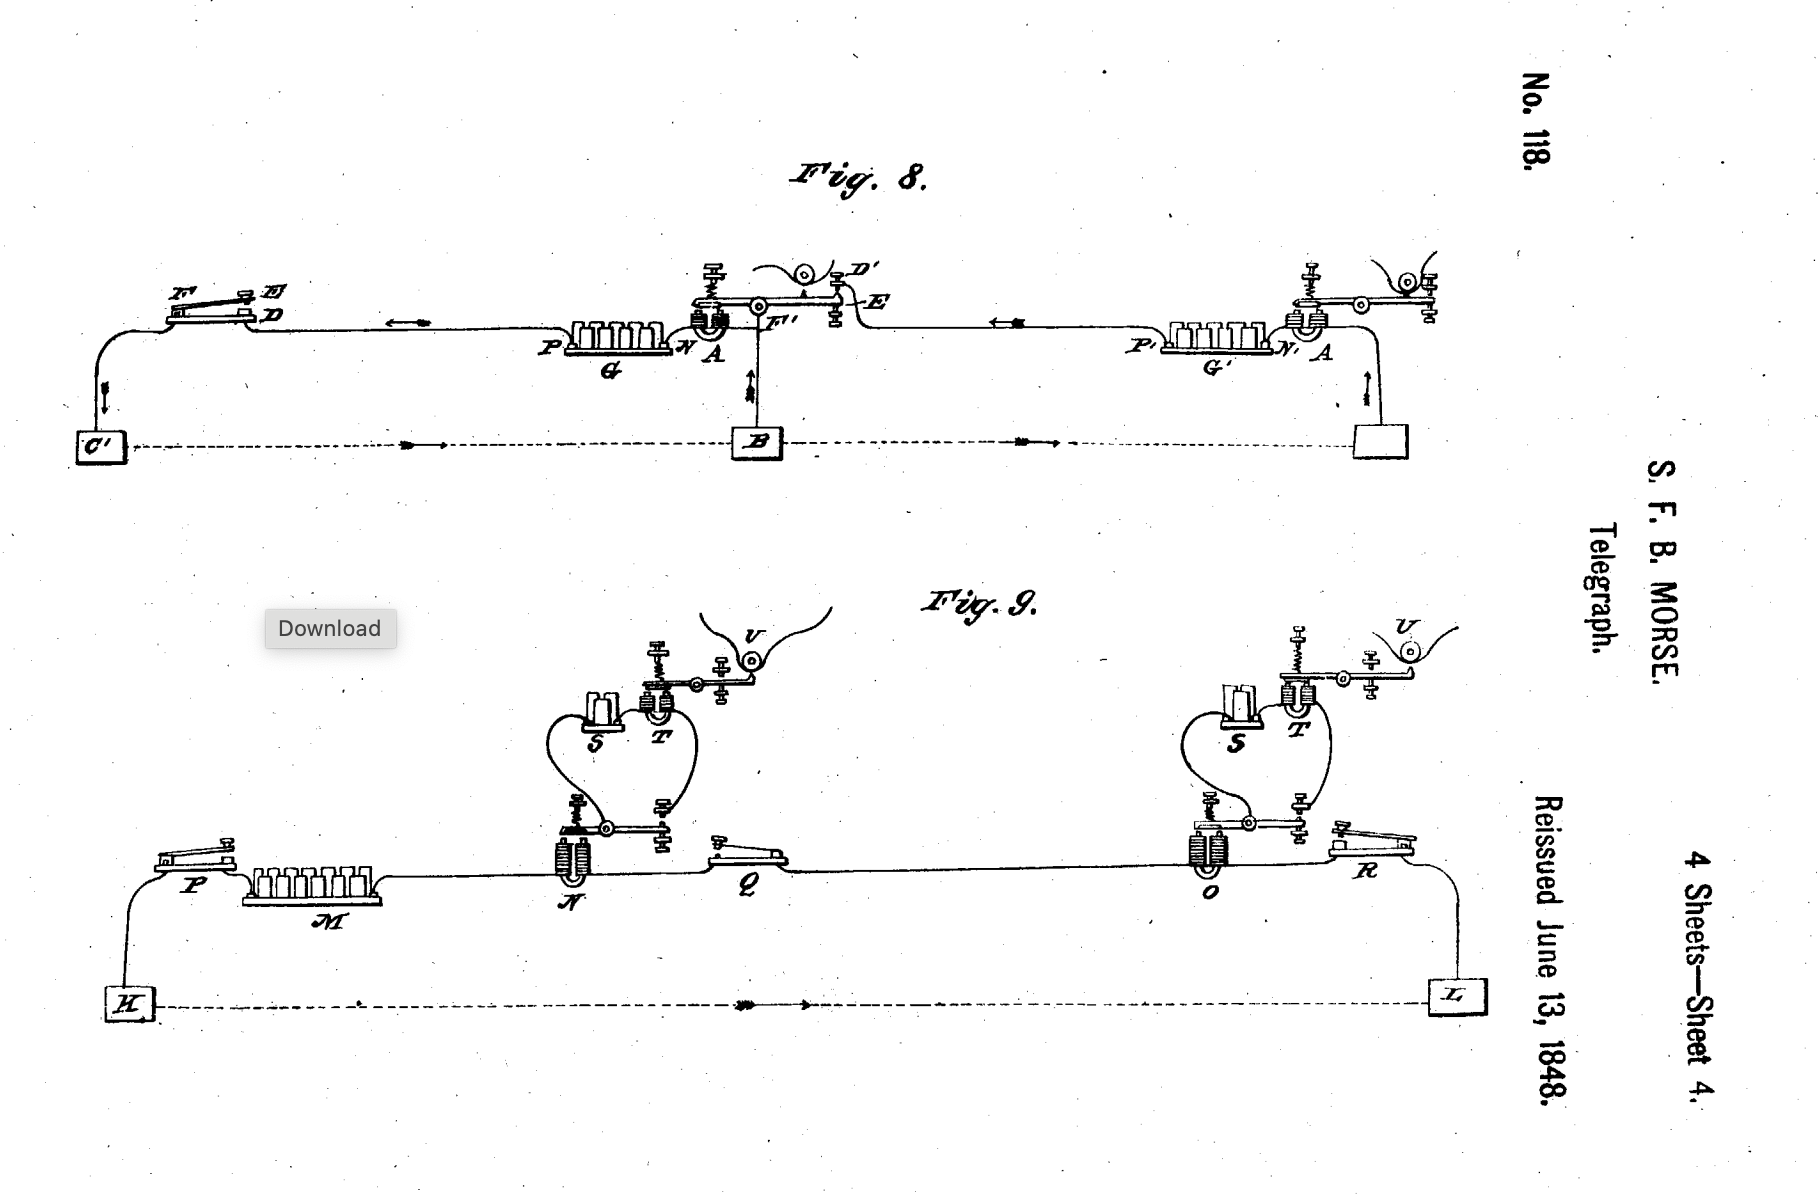 No. 118.
S. F. B. MORSE.
Telegraph.
4 Sheets—Sheet 4.
Reissued June 13, 1848.
Fig. 8.
F E D
P G N A
F' D' E
P' G' N' A
C' B
Download
Fig. 9.
U U
S T S T
P M N Q O R
H L